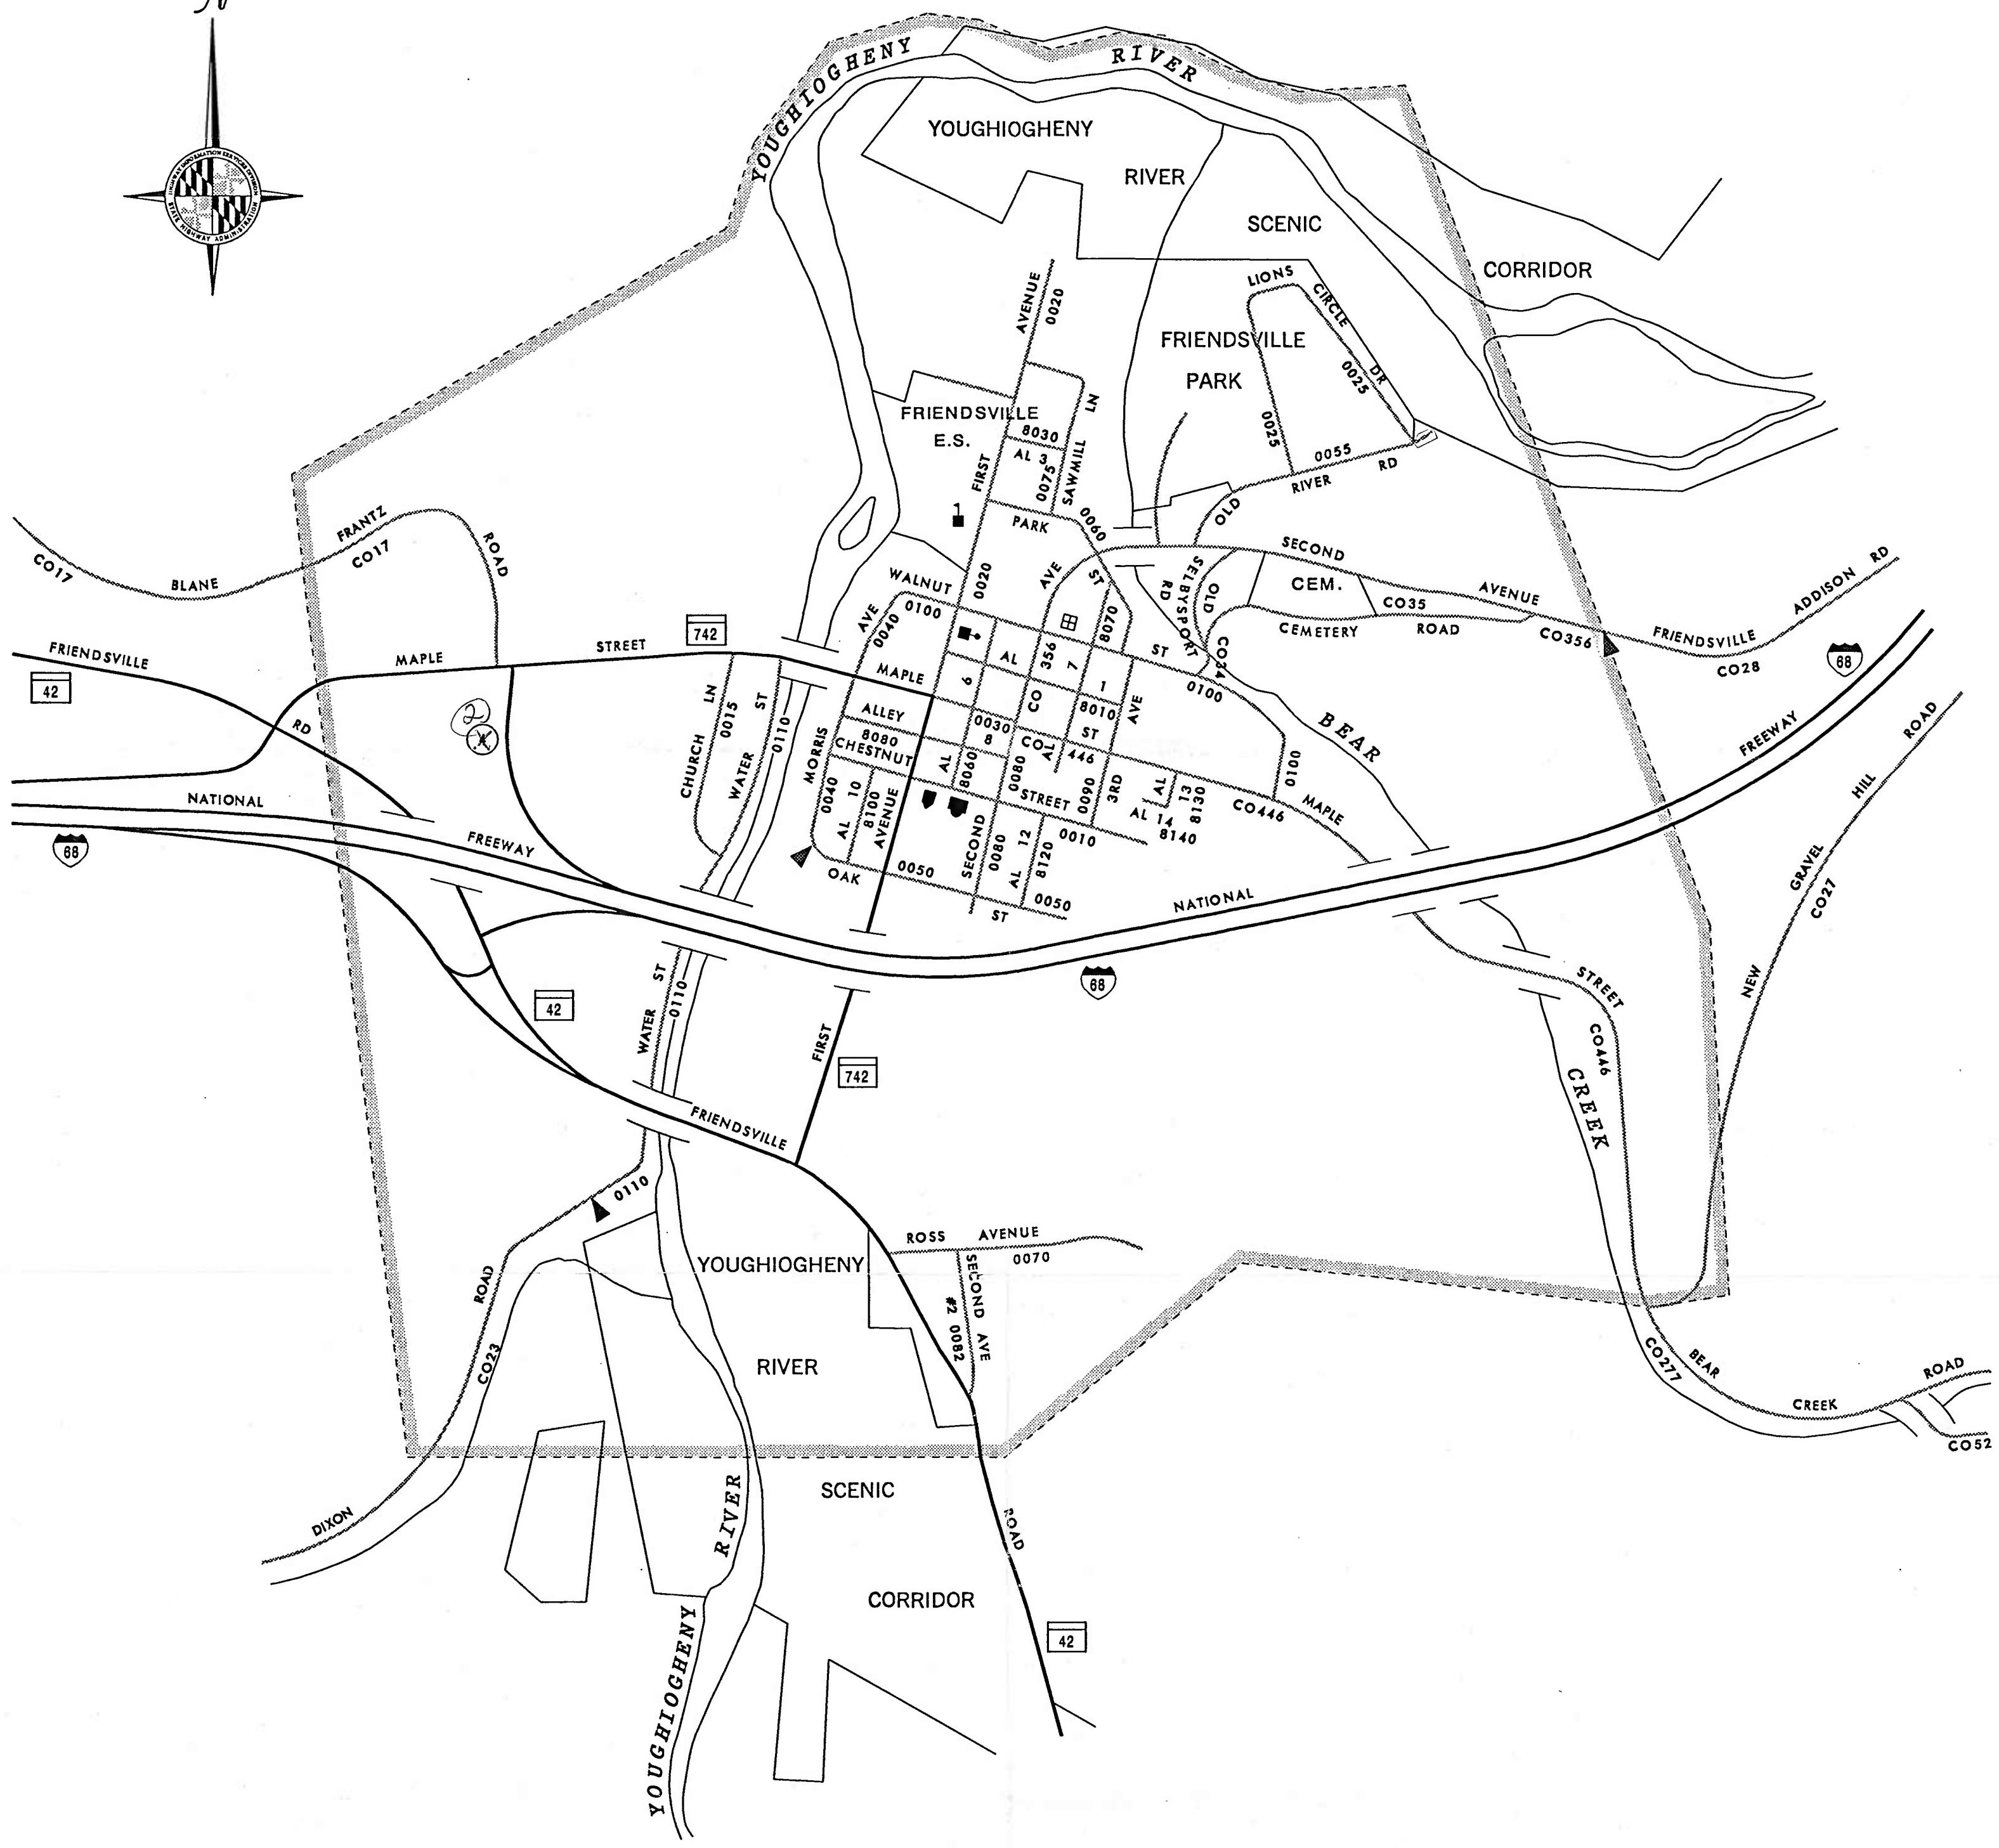 N
HIGHWAY INFORMATION SERVICES DIVISION
STATE HIGHWAY ADMINISTRATION
YOUGHIOGHENY
RIVER
YOUGHIOGHENY
RIVER
SCENIC
CORRIDOR
LIONS
CIRCLE
DR
0025
0025
FRIENDSVILLE
PARK
AVENUE
0020
FRIENDSVILLE
E.S.
LN
8030
AL 3
0075
SAWMILL
FIRST
PARK
0060
0055
RIVER
RD
OLD
FRANTZ
CO17
ROAD
CO17
BLANE
WALNUT
0100
0020
AVE
ST
SECOND
AVENUE
CEM.
SELBYSPORT
RD
OLD
CO35
CEMETERY
ROAD
CO356
CO34
FRIENDSVILLE
ADDISON RD
CO28
68
FRIENDSVILLE
42
RD
MAPLE
STREET
742
AVE
0040
MAPLE
AL
6
356
CO
7
8070
ST
0100
1
8010
AVE
ST
ALLEY
8080
CHESTNUT
0030
8
CO
AL
446
LN
0015
CHURCH
ST
WATER
0110
MORRIS
0040
AL 10
8100
AVENUE
AL
8060
0080
STREET
0090
3RD
AL
13
8130
AL 14
8140
0010
CO446
MAPLE
0100
BEAR
2
NATIONAL
FREEWAY
68
OAK
0050
SECOND
0080
AL 12
8120
0050
ST
NATIONAL
FREEWAY
68
NEW
GRAVEL
HILL
ROAD
CO27
42
WATER
ST
0110
FIRST
742
STREET
CO446
CREEK
FRIENDSVILLE
0110
ROAD
CO23
DIXON
YOUGHIOGHENY
RIVER
SCENIC
CORRIDOR
ROSS
AVENUE
0070
SECOND AVE
#2 0082
CO277
BEAR
CREEK
ROAD
CO52
RIVER
YOUGHIOGHENY
ROAD
42